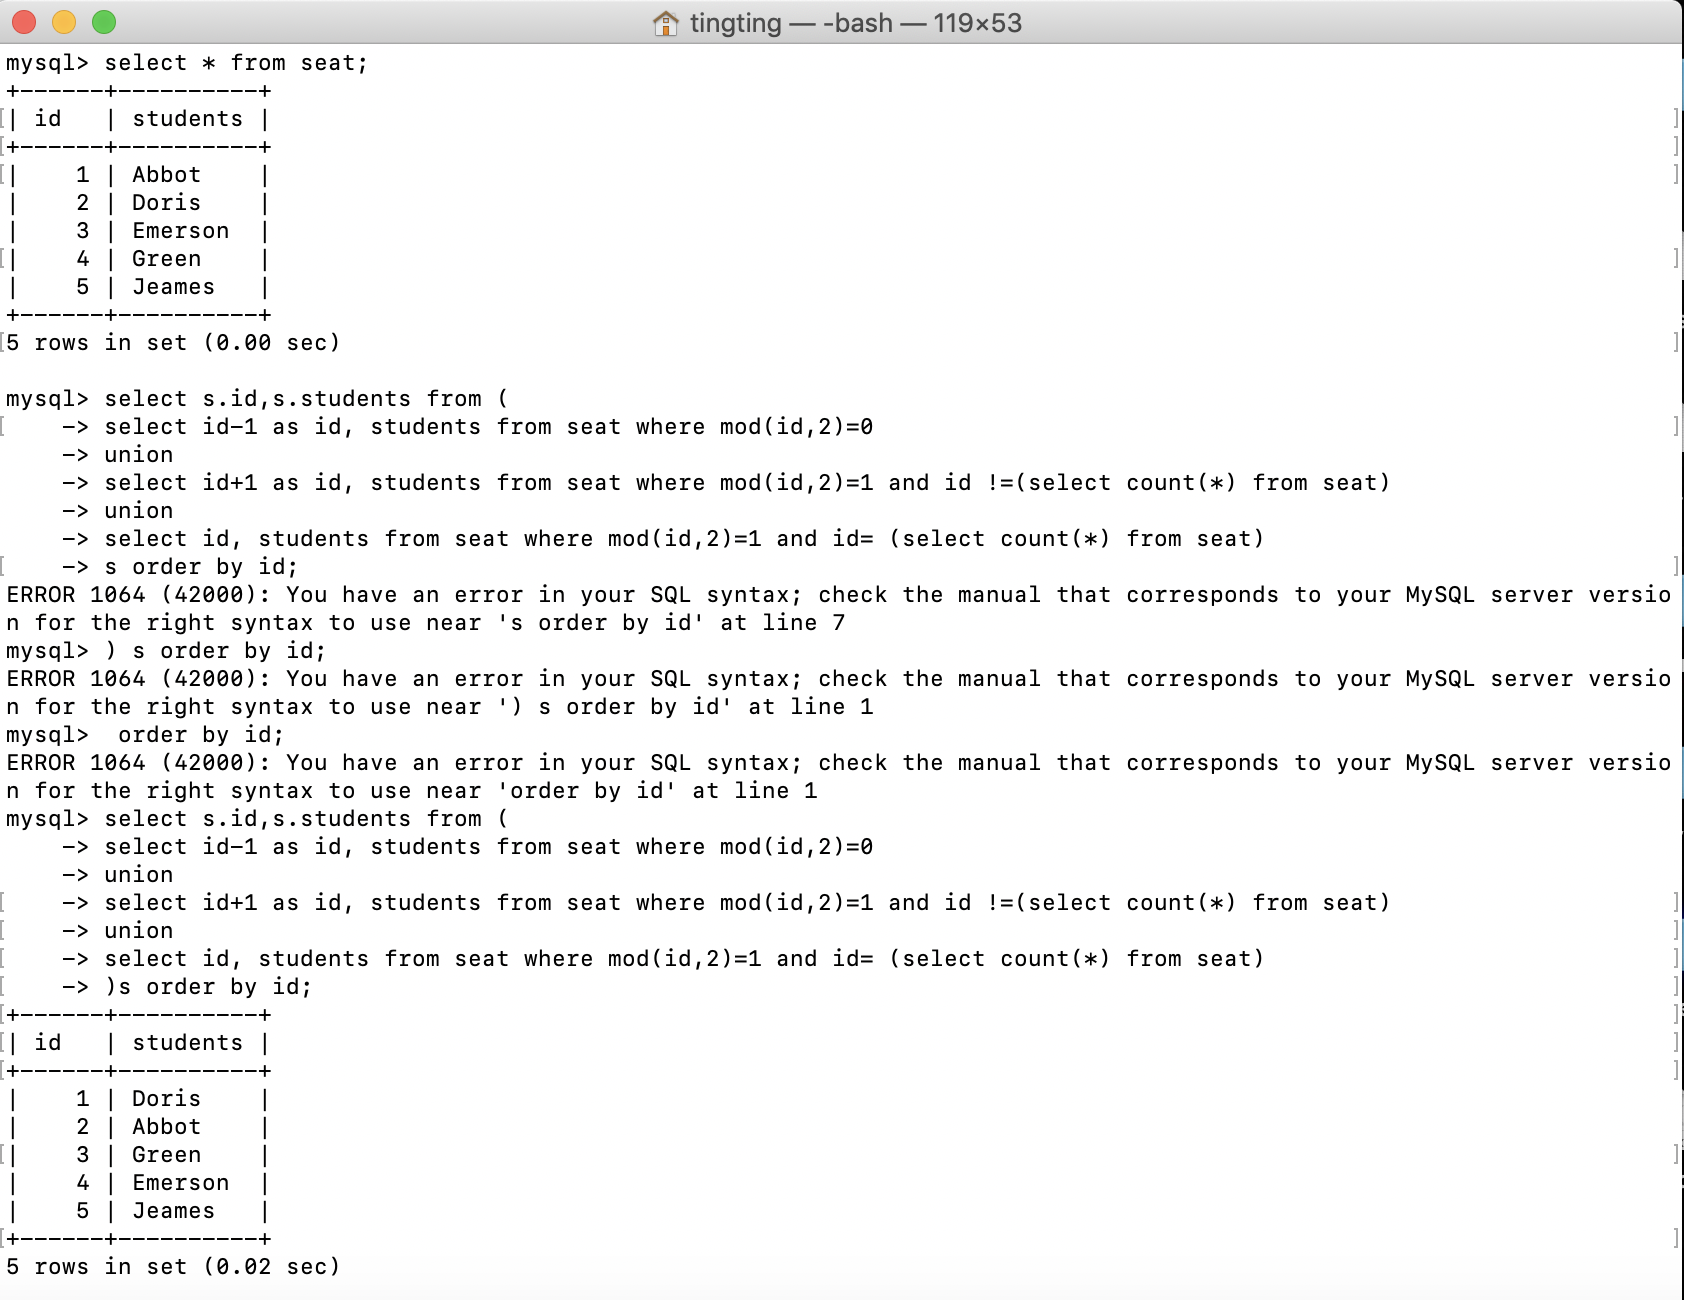 tingting — -bash — 119×53
mysql> select * from seat;
+------+----------+
| id   | students |
+------+----------+
|    1 | Abbot    |
|    2 | Doris    |
|    3 | Emerson  |
|    4 | Green    |
|    5 | Jeames   |
+------+----------+
5 rows in set (0.00 sec)
mysql> select s.id,s.students from (
    -> select id-1 as id, students from seat where mod(id,2)=0
    -> union
    -> select id+1 as id, students from seat where mod(id,2)=1 and id !=(select count(*) from seat)
    -> union
    -> select id, students from seat where mod(id,2)=1 and id= (select count(*) from seat)
    -> s order by id;
ERROR 1064 (42000): You have an error in your SQL syntax; check the manual that corresponds to your MySQL server versio
n for the right syntax to use near 's order by id' at line 7
mysql> ) s order by id;
ERROR 1064 (42000): You have an error in your SQL syntax; check the manual that corresponds to your MySQL server versio
n for the right syntax to use near ') s order by id' at line 1
mysql>  order by id;
ERROR 1064 (42000): You have an error in your SQL syntax; check the manual that corresponds to your MySQL server versio
n for the right syntax to use near 'order by id' at line 1
mysql> select s.id,s.students from (
    -> select id-1 as id, students from seat where mod(id,2)=0
    -> union
    -> select id+1 as id, students from seat where mod(id,2)=1 and id !=(select count(*) from seat)
    -> union
    -> select id, students from seat where mod(id,2)=1 and id= (select count(*) from seat)
    -> )s order by id;
+------+----------+
| id   | students |
+------+----------+
|    1 | Doris    |
|    2 | Abbot    |
|    3 | Green    |
|    4 | Emerson  |
|    5 | Jeames   |
+------+----------+
5 rows in set (0.02 sec)